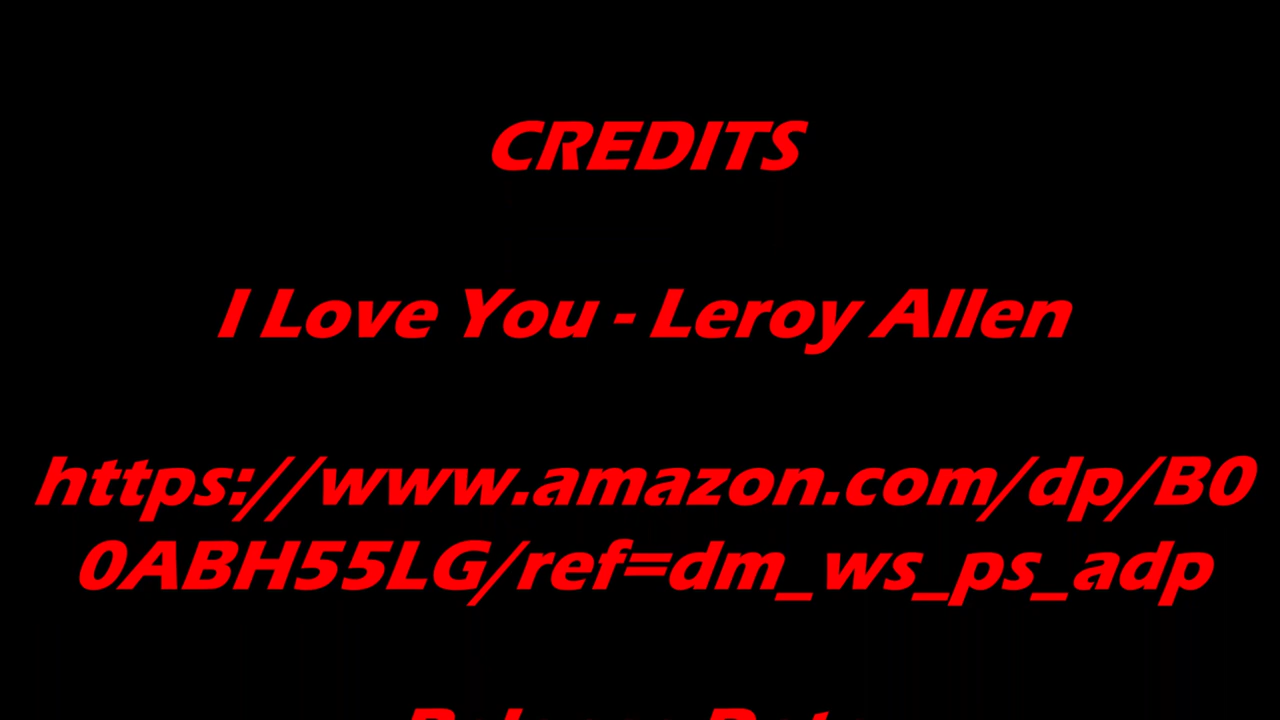 CREDITS
I Love You - Leroy Allen
https://www.amazon.com/dp/B0
0ABH55LG/ref=dm_ws_ps_adp